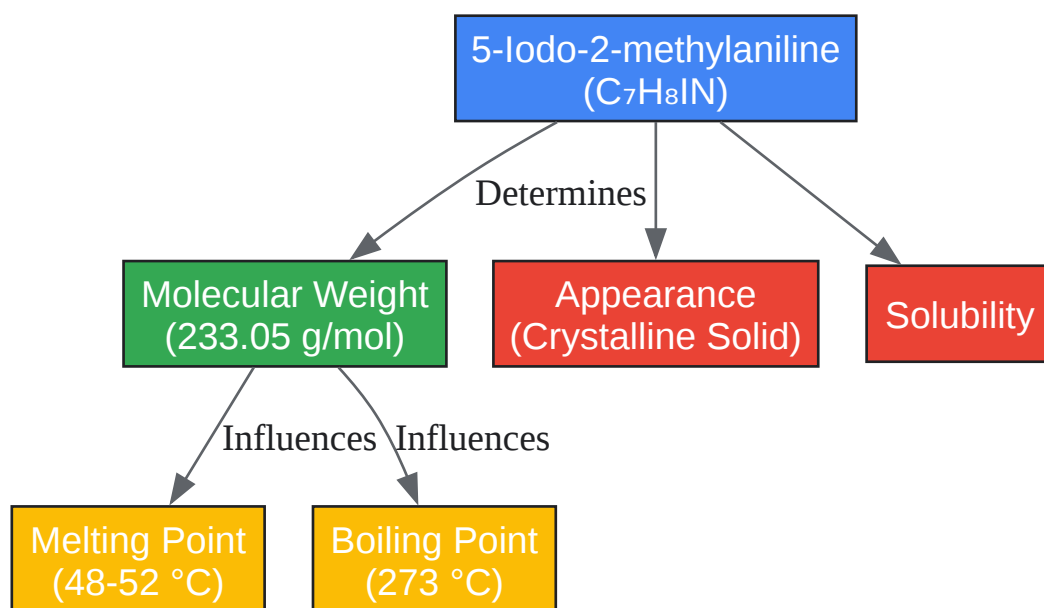 5-Iodo-2-methylaniline
(C₇H₈IN)
Determines
Molecular Weight
(233.05 g/mol)
Appearance
(Crystalline Solid)
Solubility
Influences
Influences
Melting Point
(48-52 °C)
Boiling Point
(273 °C)